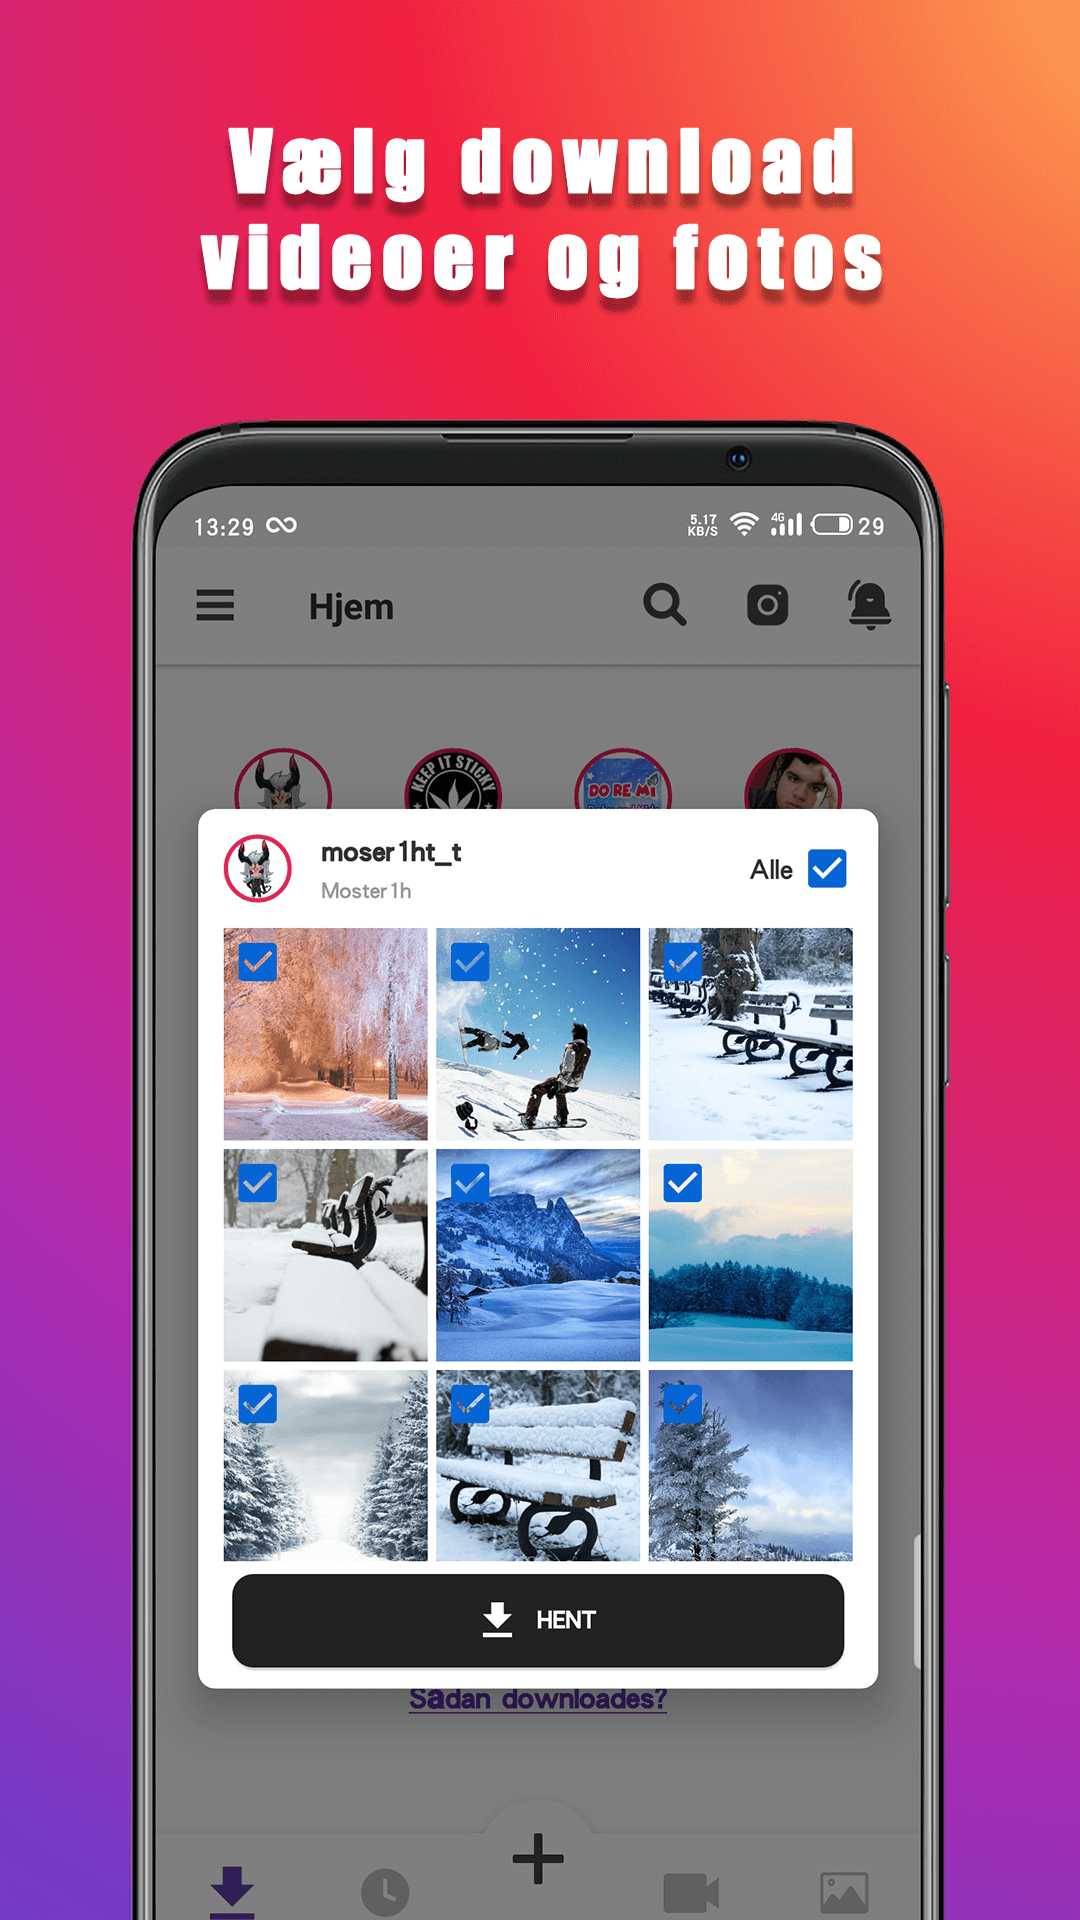 Vælg download
videoer og fotos
13:29
5.17
KB/S
4G
29
Hjem
KEEP IT STICKY
DO RE MI
moser1ht_t
Moster1h
Alle
HENT
Sadan downloades?